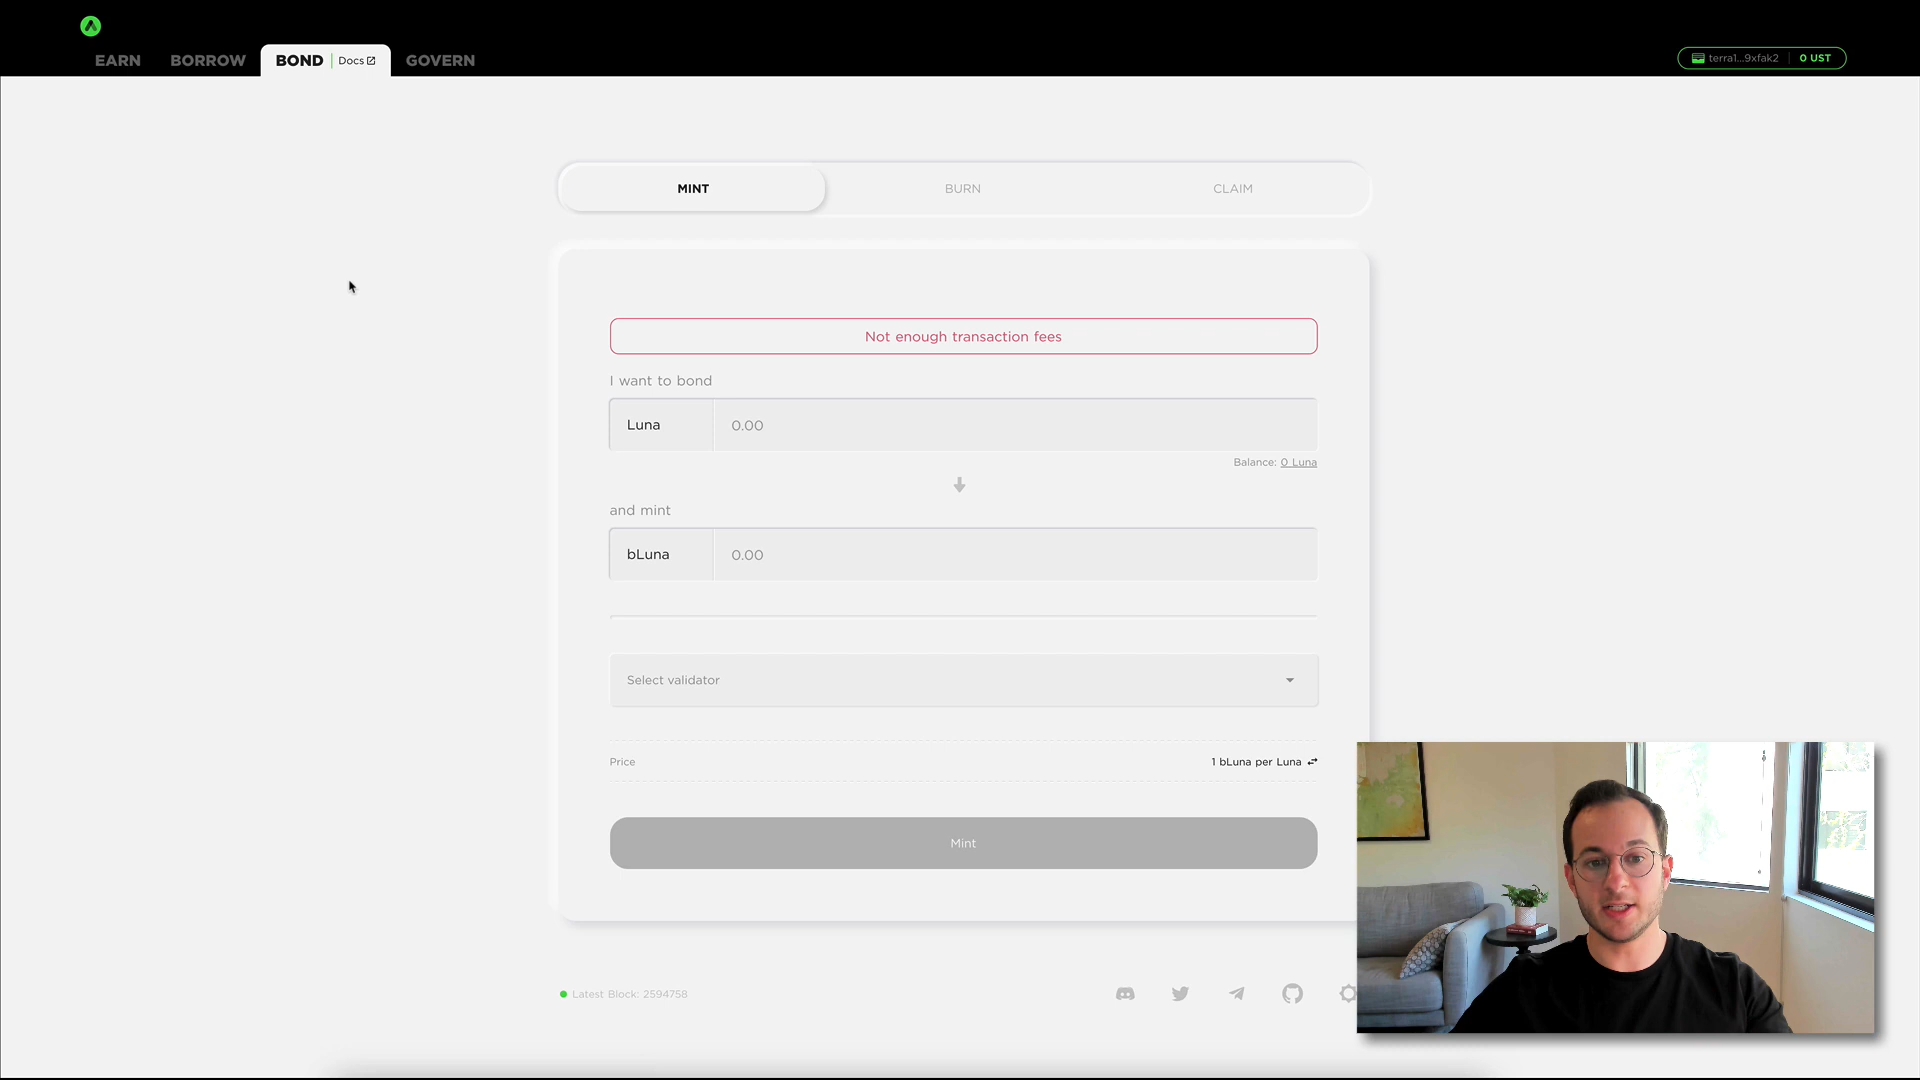 EARN
BORROW
BOND
Docs
GOVERN
terra1...9xfak2
0 UST
MINT
BURN
CLAIM
Not enough transaction fees
I want to bond
Luna
0.00
Balance: 0 Luna
and mint
bLuna
0.00
Select validator
Price
1 bLuna per Luna
Mint
Latest Block: 2594758